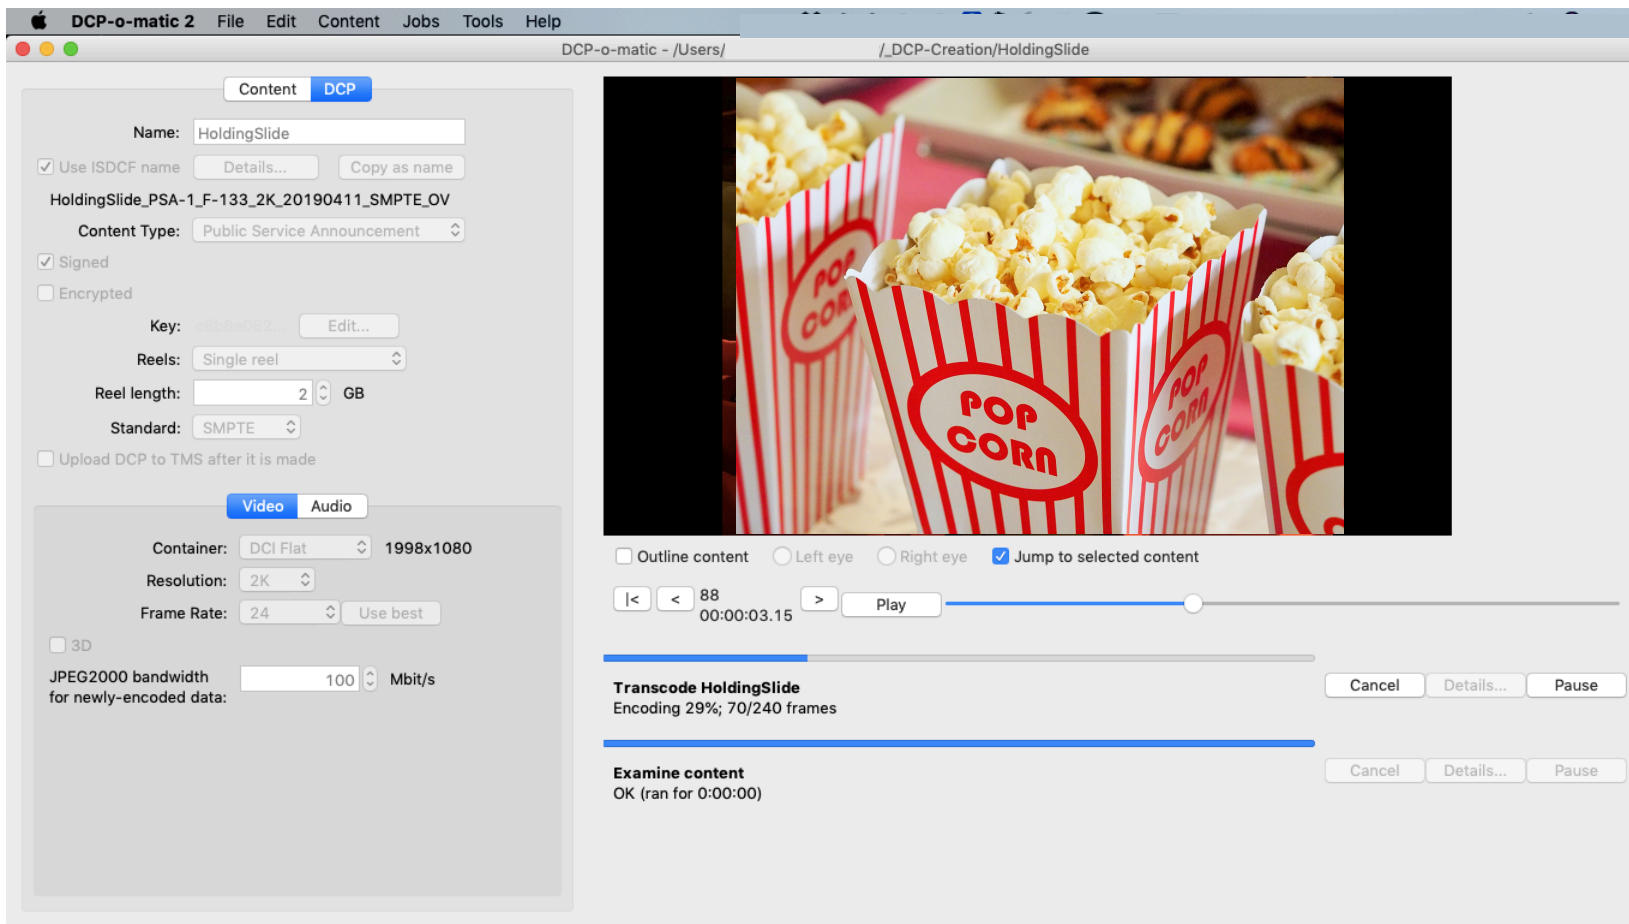 DCP-o-matic 2 File Edit Content Jobs Tools Help
DCP-o-matic - /Users/ /_DCP-Creation/HoldingSlide
Content DCP
Name: HoldingSlide
Use ISDCF name Details... Copy as name
HoldingSlide_PSA-1_F-133_2K_20190411_SMPTE_OV
Content Type: Public Service Announcement
Signed
Encrypted
Key: Edit...
Reels: Single reel
Reel length: 2 GB
Standard: SMPTE
Upload DCP to TMS after it is made
Video Audio
Container: DCI Flat 1998x1080
Resolution: 2K
Frame Rate: 24 Use best
3D
JPEG2000 bandwidth
for newly-encoded data: 100 Mbit/s
POP
CORN
POP
CORN
POP
CORN
Outline content Left eye Right eye Jump to selected content
|< < 88 > Play
00:00:03.15
Transcode HoldingSlide
Encoding 29%; 70/240 frames
Cancel Details... Pause
Examine content
OK (ran for 0:00:00)
Cancel Details... Pause